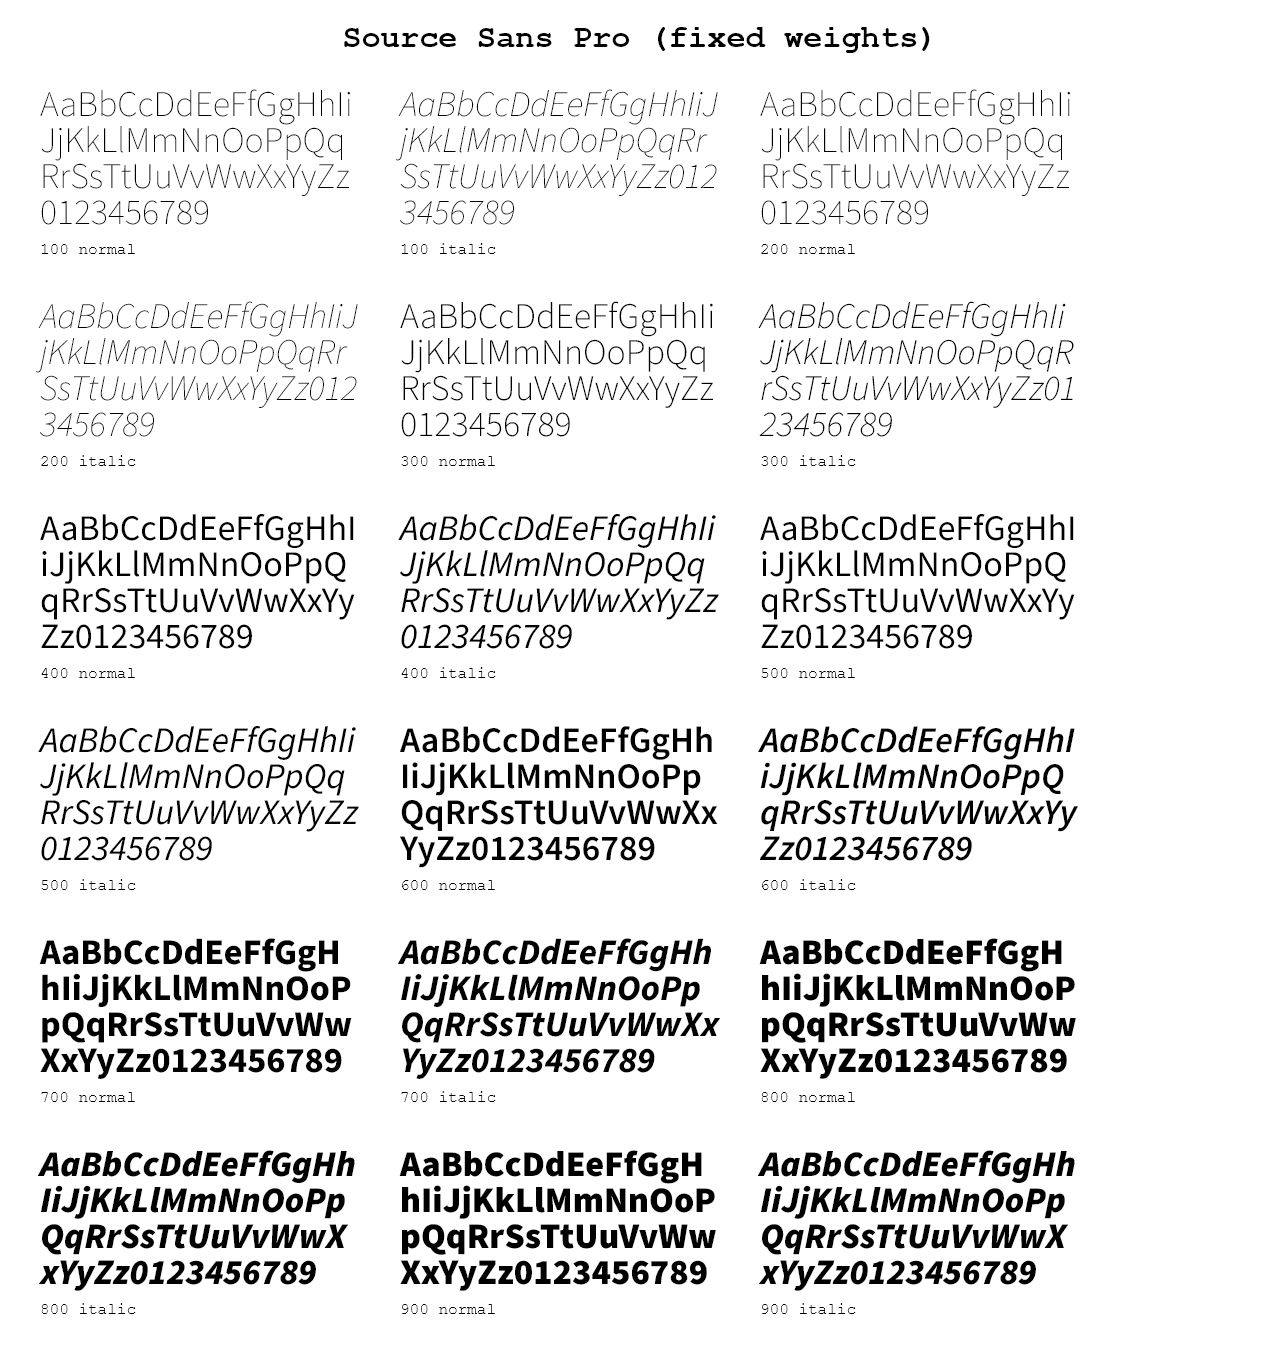 Source Sans Pro (fixed weights)
AaBbCcDdEeFfGgHhIi
JjKkLlMmNnOoPpQq
RrSsTtUuVvWwXxYyZz
0123456789
100 normal
AaBbCcDdEeFfGgHhIiJ
jKkLlMmNnOoPpQqRr
SsTtUuVvWwXxYyZz012
3456789
100 italic
AaBbCcDdEeFfGgHhIi
JjKkLlMmNnOoPpQq
RrSsTtUuVvWwXxYyZz
0123456789
200 normal
AaBbCcDdEeFfGgHhIiJ
jKkLlMmNnOoPpQqRr
SsTtUuVvWwXxYyZz012
3456789
200 italic
AaBbCcDdEeFfGgHhIi
JjKkLlMmNnOoPpQq
RrSsTtUuVvWwXxYyZz
0123456789
300 normal
AaBbCcDdEeFfGgHhIi
JjKkLlMmNnOoPpQqR
rSsTtUuVvWwXxYyZz01
23456789
300 italic
AaBbCcDdEeFfGgHhI
iJjKkLlMmNnOoPpQ
qRrSsTtUuVvWwXxYy
Zz0123456789
400 normal
AaBbCcDdEeFfGgHhIi
JjKkLlMmNnOoPpQq
RrSsTtUuVvWwXxYyZz
0123456789
400 italic
AaBbCcDdEeFfGgHhI
iJjKkLlMmNnOoPpQ
qRrSsTtUuVvWwXxYy
Zz0123456789
500 normal
AaBbCcDdEeFfGgHhIi
JjKkLlMmNnOoPpQq
RrSsTtUuVvWwXxYyZz
0123456789
500 italic
AaBbCcDdEeFfGgHh
IiJjKkLlMmNnOoPp
QqRrSsTtUuVvWwXx
YyZz0123456789
600 normal
AaBbCcDdEeFfGgHhI
iJjKkLlMmNnOoPpQ
qRrSsTtUuVvWwXxYy
Zz0123456789
600 italic
AaBbCcDdEeFfGgH
hIiJjKkLlMmNnOoP
pQqRrSsTtUuVvWw
XxYyZz0123456789
700 normal
AaBbCcDdEeFfGgHh
IiJjKkLlMmNnOoPp
QqRrSsTtUuVvWwXx
YyZz0123456789
700 italic
AaBbCcDdEeFfGgH
hIiJjKkLlMmNnOoP
pQqRrSsTtUuVvWw
XxYyZz0123456789
800 normal
AaBbCcDdEeFfGgHh
IiJjKkLlMmNnOoPp
QqRrSsTtUuVvWwX
xYyZz0123456789
800 italic
AaBbCcDdEeFfGgH
hIiJjKkLlMmNnOoP
pQqRrSsTtUuVvWw
XxYyZz0123456789
900 normal
AaBbCcDdEeFfGgHh
IiJjKkLlMmNnOoPp
QqRrSsTtUuVvWwX
xYyZz0123456789
900 italic